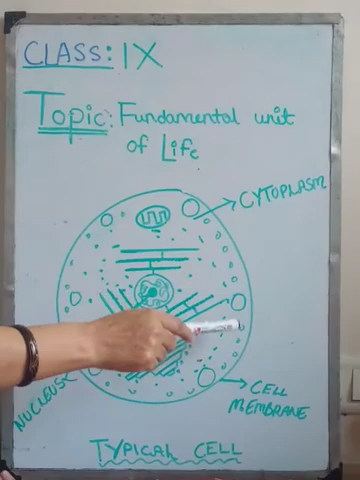 CLASS: IX
Topic: Fundamental unit
of Life
CYTOPLASM
NUCLEUS
CELL
MEMBRANE
TYPICAL CELL